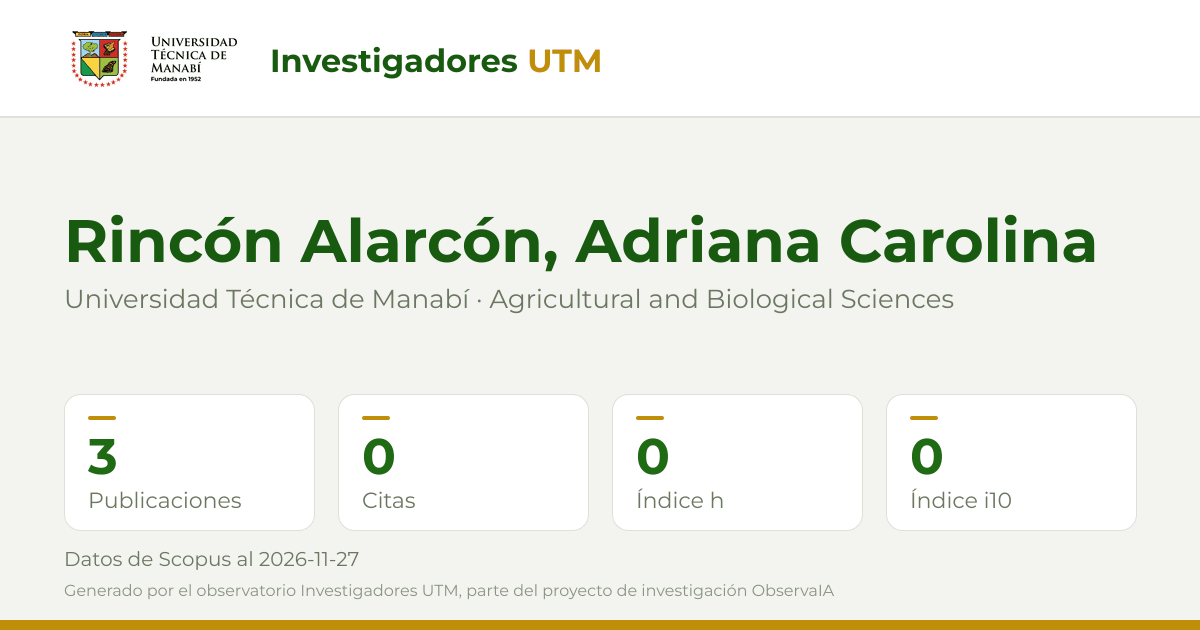 UNIVERSIDAD
TÉCNICA DE
MANABÍ
Fundada en 1952
Investigadores UTM
Rincón Alarcón, Adriana Carolina
Universidad Técnica de Manabí · Agricultural and Biological Sciences
3
Publicaciones
0
Citas
0
Índice h
0
Índice i10
Datos de Scopus al 2026-11-27
Generado por el observatorio Investigadores UTM, parte del proyecto de investigación ObservaIA